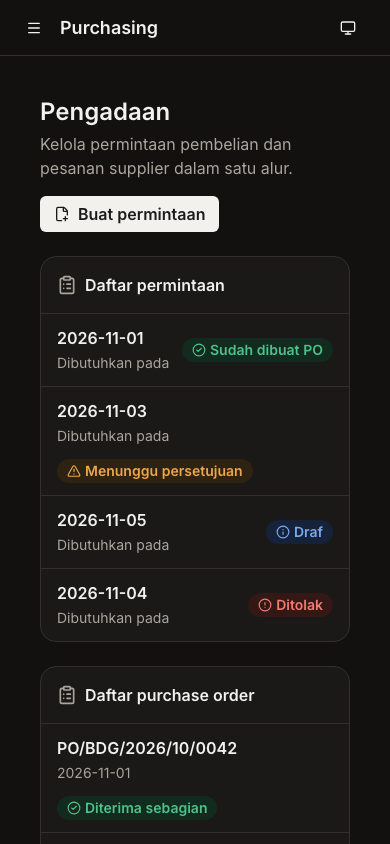 Purchasing
Pengadaan
Kelola permintaan pembelian dan
pesanan supplier dalam satu alur.
Buat permintaan
Daftar permintaan
2026-11-01
Dibutuhkan pada
Sudah dibuat PO
2026-11-03
Dibutuhkan pada
Menunggu persetujuan
2026-11-05
Dibutuhkan pada
Draf
2026-11-04
Dibutuhkan pada
Ditolak
Daftar purchase order
PO/BDG/2026/10/0042
2026-11-01
Diterima sebagian